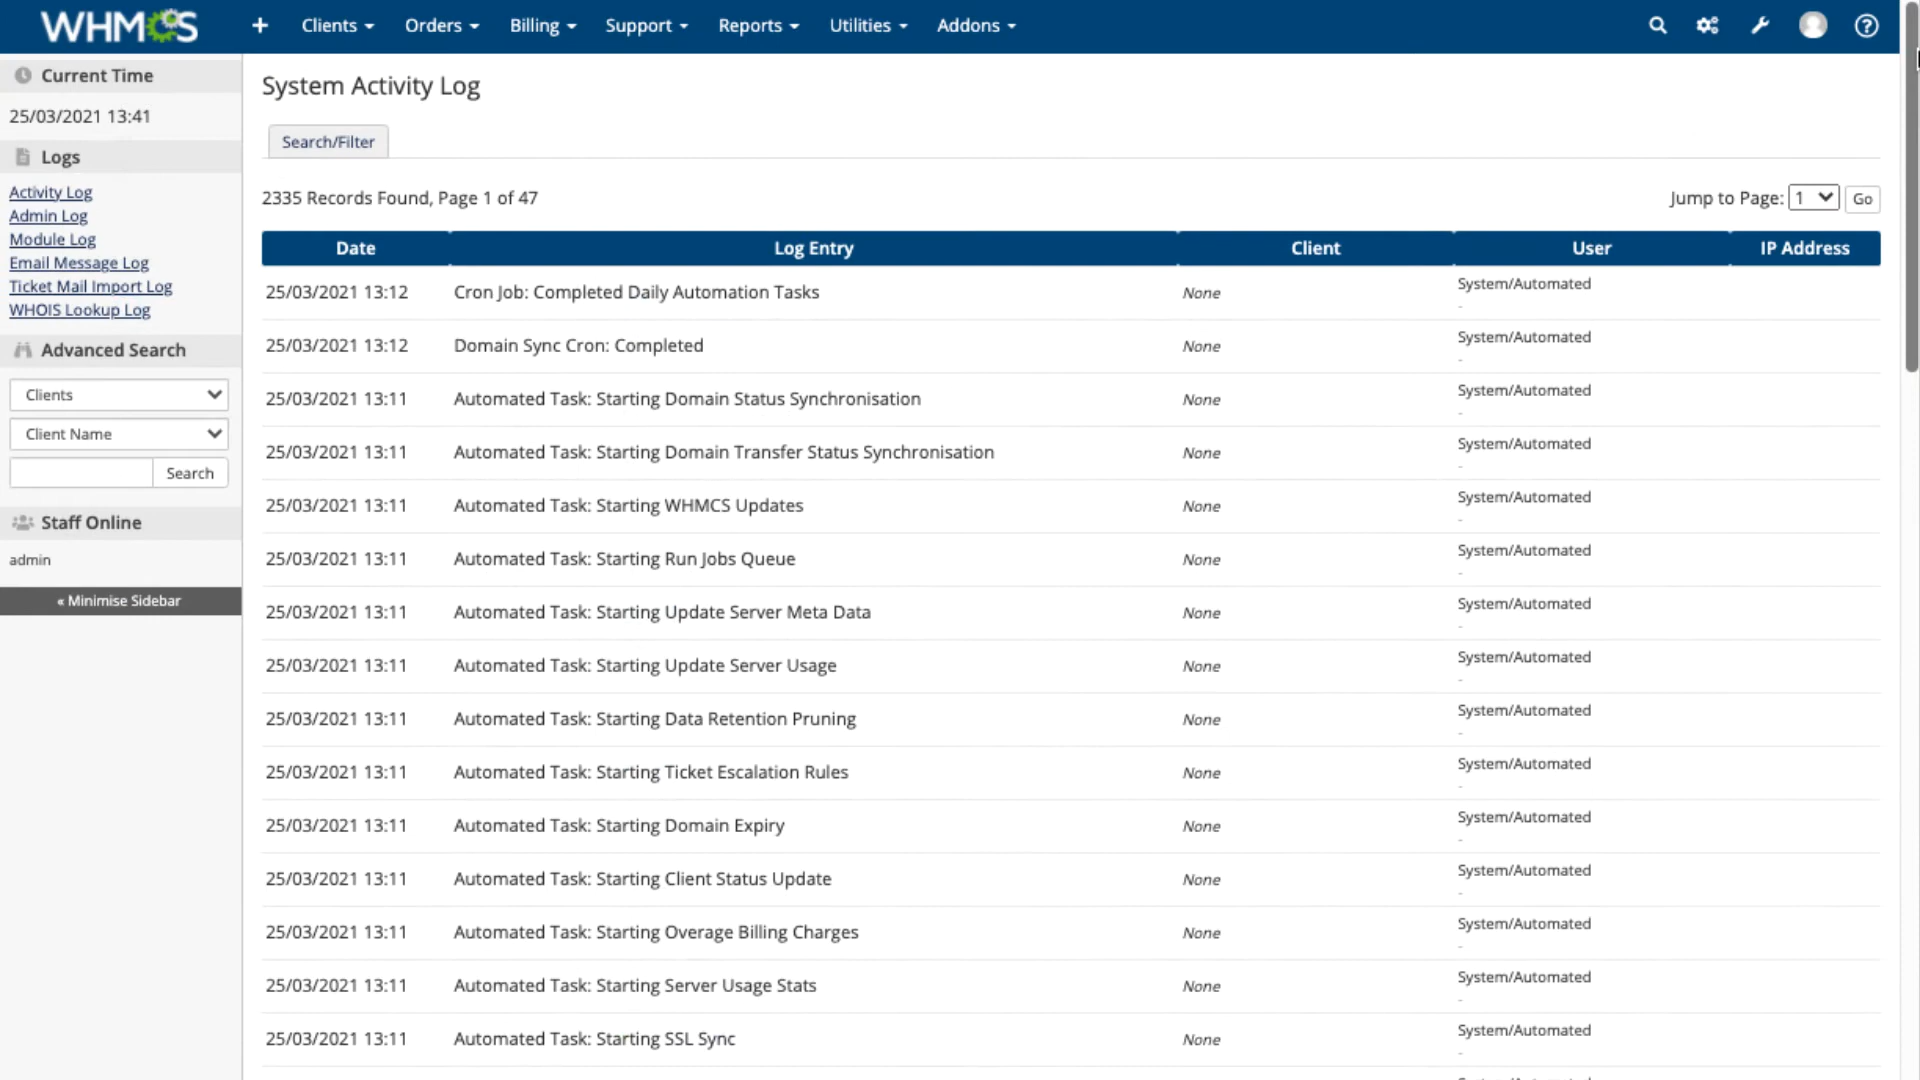 WHMCS
+ Clients Orders Billing Support Reports Utilities Addons
Current Time
25/03/2021 13:41
Logs
Activity Log
Admin Log
Module Log
Email Message Log
Ticket Mail Import Log
WHOIS Lookup Log
Advanced Search
Clients
Client Name
Search
Staff Online
admin
« Minimise Sidebar
System Activity Log
Search/Filter
2335 Records Found, Page 1 of 47 Jump to Page: 1 Go
Date Log Entry Client User IP Address
25/03/2021 13:12 Cron Job: Completed Daily Automation Tasks None System/Automated
-
25/03/2021 13:12 Domain Sync Cron: Completed None System/Automated
-
25/03/2021 13:11 Automated Task: Starting Domain Status Synchronisation None System/Automated
-
25/03/2021 13:11 Automated Task: Starting Domain Transfer Status Synchronisation None System/Automated
-
25/03/2021 13:11 Automated Task: Starting WHMCS Updates None System/Automated
-
25/03/2021 13:11 Automated Task: Starting Run Jobs Queue None System/Automated
-
25/03/2021 13:11 Automated Task: Starting Update Server Meta Data None System/Automated
-
25/03/2021 13:11 Automated Task: Starting Update Server Usage None System/Automated
-
25/03/2021 13:11 Automated Task: Starting Data Retention Pruning None System/Automated
-
25/03/2021 13:11 Automated Task: Starting Ticket Escalation Rules None System/Automated
-
25/03/2021 13:11 Automated Task: Starting Domain Expiry None System/Automated
-
25/03/2021 13:11 Automated Task: Starting Client Status Update None System/Automated
-
25/03/2021 13:11 Automated Task: Starting Overage Billing Charges None System/Automated
-
25/03/2021 13:11 Automated Task: Starting Server Usage Stats None System/Automated
-
25/03/2021 13:11 Automated Task: Starting SSL Sync None System/Automated
-